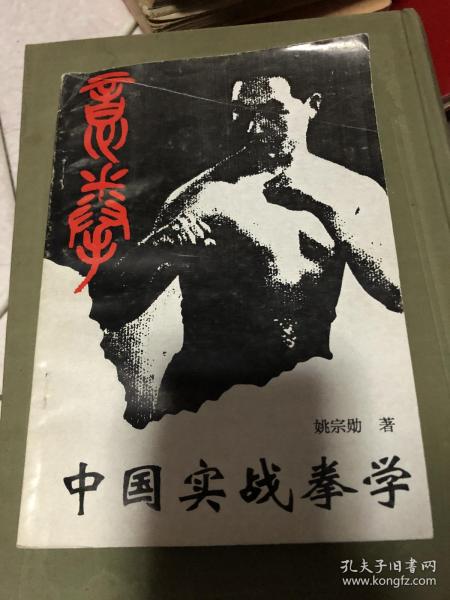 意拳
姚宗勋 著
中国实战拳学
孔夫子旧书网
www.kongfz.com